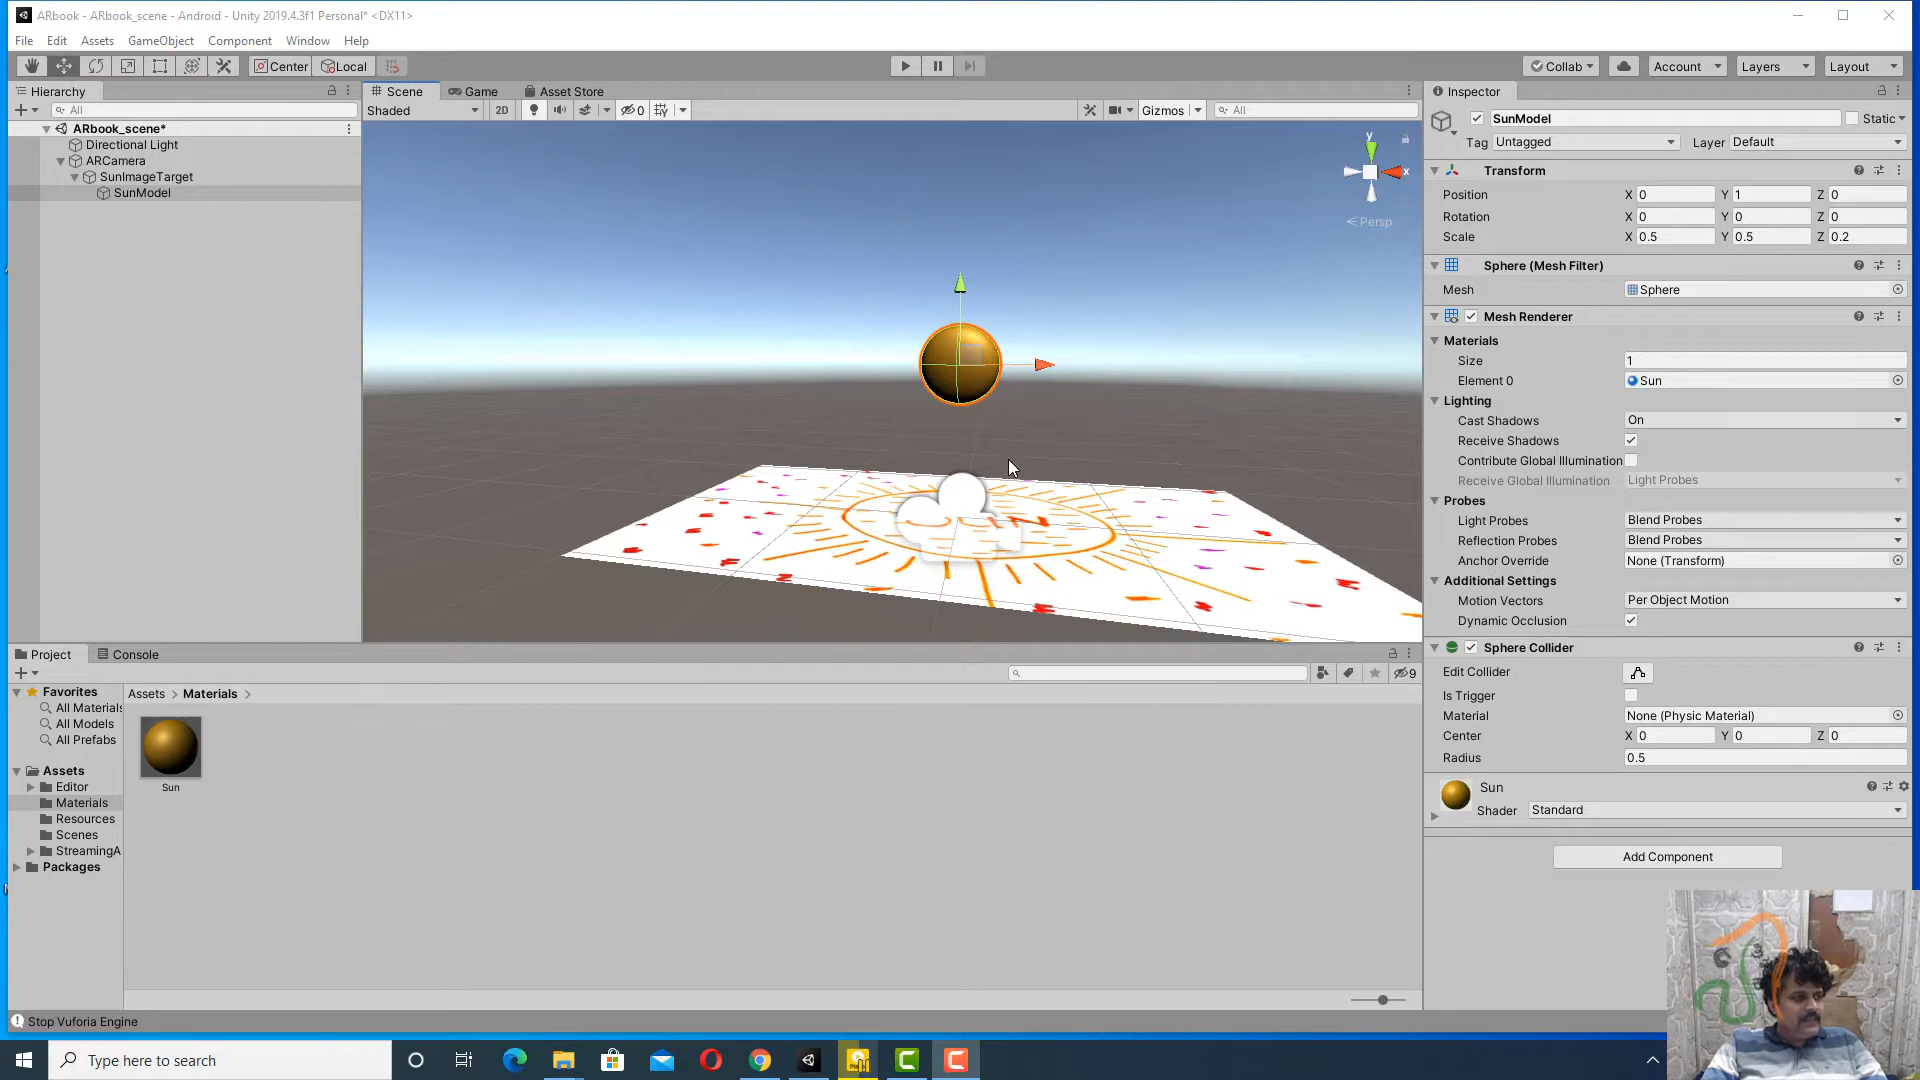 ARbook - ARbook_scene - Android - Unity 2019.4.3f1 Personal* <DX11>
File Edit Assets GameObject Component Window Help
Center Local Collab Account Layers Layout
Hierarchy
All
ARbook_scene*
Directional Light
ARCamera
SunImageTarget
SunModel
Scene Game Asset Store
Shaded 2D 0 Gizmos All
y
x
Persp
SUN
Inspector
SunModel Static
Tag Untagged Layer Default
Transform
Position X 0 Y 1 Z 0
Rotation X 0 Y 0 Z 0
Scale X 0.5 Y 0.5 Z 0.2
Sphere (Mesh Filter)
Mesh Sphere
Mesh Renderer
Materials
Size 1
Element 0 Sun
Lighting
Cast Shadows On
Receive Shadows
Contribute Global Illumination
Receive Global Illumination Light Probes
Probes
Light Probes Blend Probes
Reflection Probes Blend Probes
Anchor Override None (Transform)
Additional Settings
Motion Vectors Per Object Motion
Dynamic Occlusion
Sphere Collider
Edit Collider
Is Trigger
Material None (Physic Material)
Center X 0 Y 0 Z 0
Radius 0.5
Sun
Shader Standard
Add Component
Project Console
9
Favorites
All Materials
All Models
All Prefabs
Assets
Editor
Materials
Resources
Scenes
StreamingA
Packages
Assets > Materials >
Sun
Stop Vuforia Engine
Type here to search